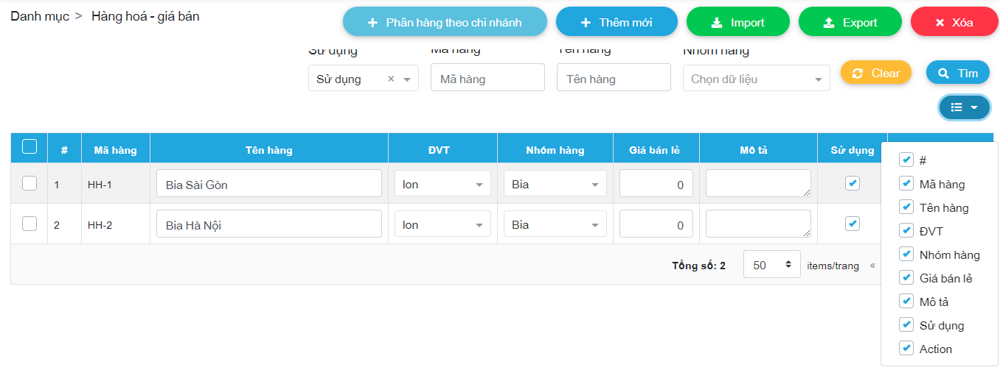 Danh mục > Hàng hoá - giá bán
Phân hàng theo chi nhánh
Thêm mới
Import
Export
Xóa
Sử dụng Mã hàng Tên hàng Nhóm hàng
Sử dụng × Mã hàng Tên hàng Chọn dữ liệu Clear Tìm
# Mã hàng Tên hàng ĐVT Nhóm hàng Giá bán lẻ Mô tả Sử dụng
1 HH-1 Bia Sài Gòn lon Bia 0
2 HH-2 Bia Hà Nội lon Bia 0
Tổng số: 2 50 items/trang «
#
Mã hàng
Tên hàng
ĐVT
Nhóm hàng
Giá bán lẻ
Mô tả
Sử dụng
Action